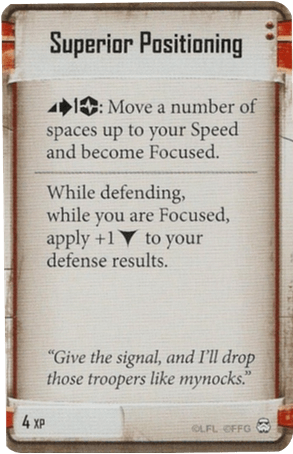 Superior Positioning
: Move a number of
spaces up to your Speed
and become Focused.
While defending,
while you are Focused,
apply +1 to your
defense results.
“Give the signal, and I’ll drop
those troopers like mynocks.”
4 XP
©LFL ©FFG